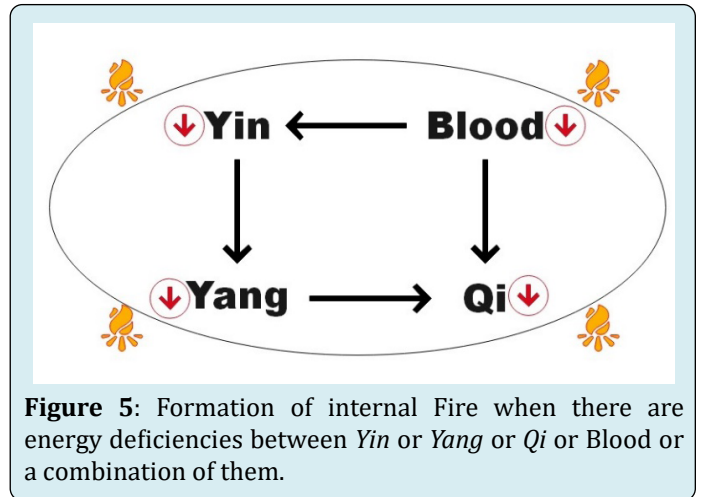 Yin Blood
Yang Qi
Figure 5: Formation of internal Fire when there are
energy deficiencies between Yin or Yang or Qi or Blood or
a combination of them.